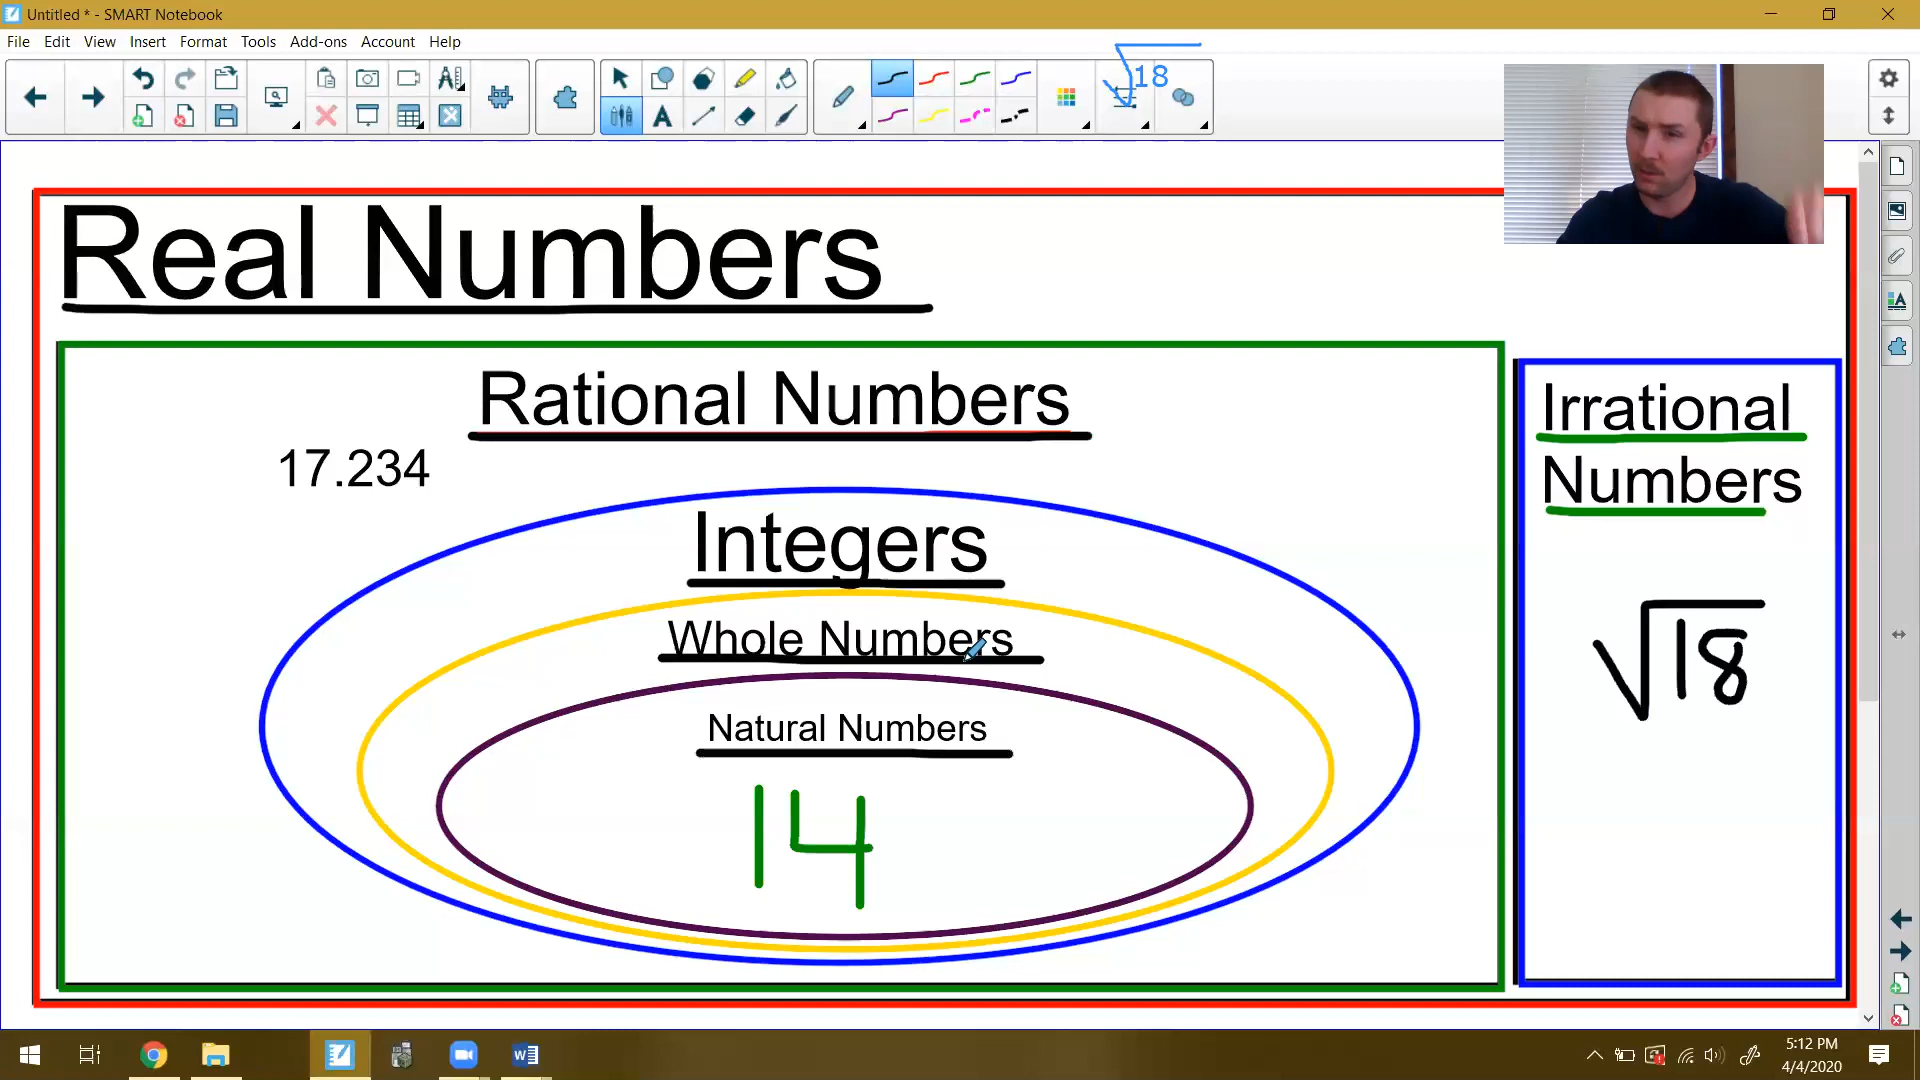 Untitled * - SMART Notebook
File Edit View Insert Format Tools Add-ons Account Help
√18
Real Numbers
Rational Numbers
17.234
Integers
Whole Numbers
Natural Numbers
14
Irrational
Numbers
√18
5:12 PM
4/4/2020